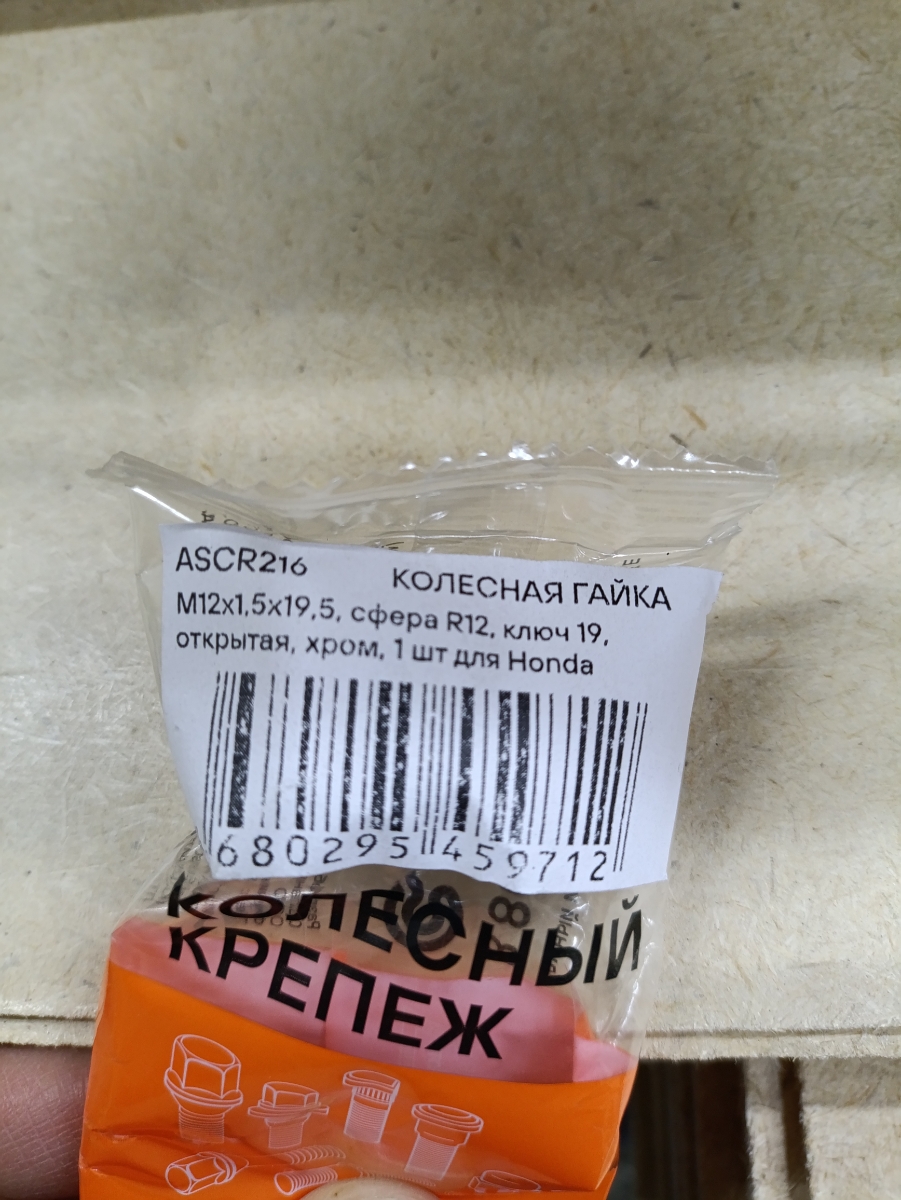 ASCR216
КОЛЕСНАЯ ГАЙКА
M12x1,5x19,5, сфера R12, ключ 19,
открытая, хром, 1 шт для Honda
680295 459712
КОЛЕСНЫЙ
КРЕПЕЖ